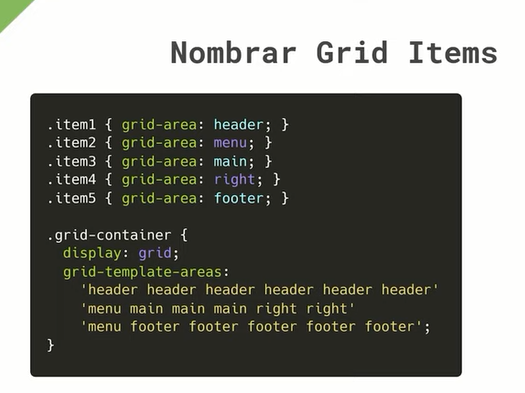 Nombrar Grid Items
.item1 { grid-area: header; }
.item2 { grid-area: menu; }
.item3 { grid-area: main; }
.item4 { grid-area: right; }
.item5 { grid-area: footer; }
.grid-container {
display: grid;
grid-template-areas:
'header header header header header header'
'menu main main main right right'
'menu footer footer footer footer footer';
}